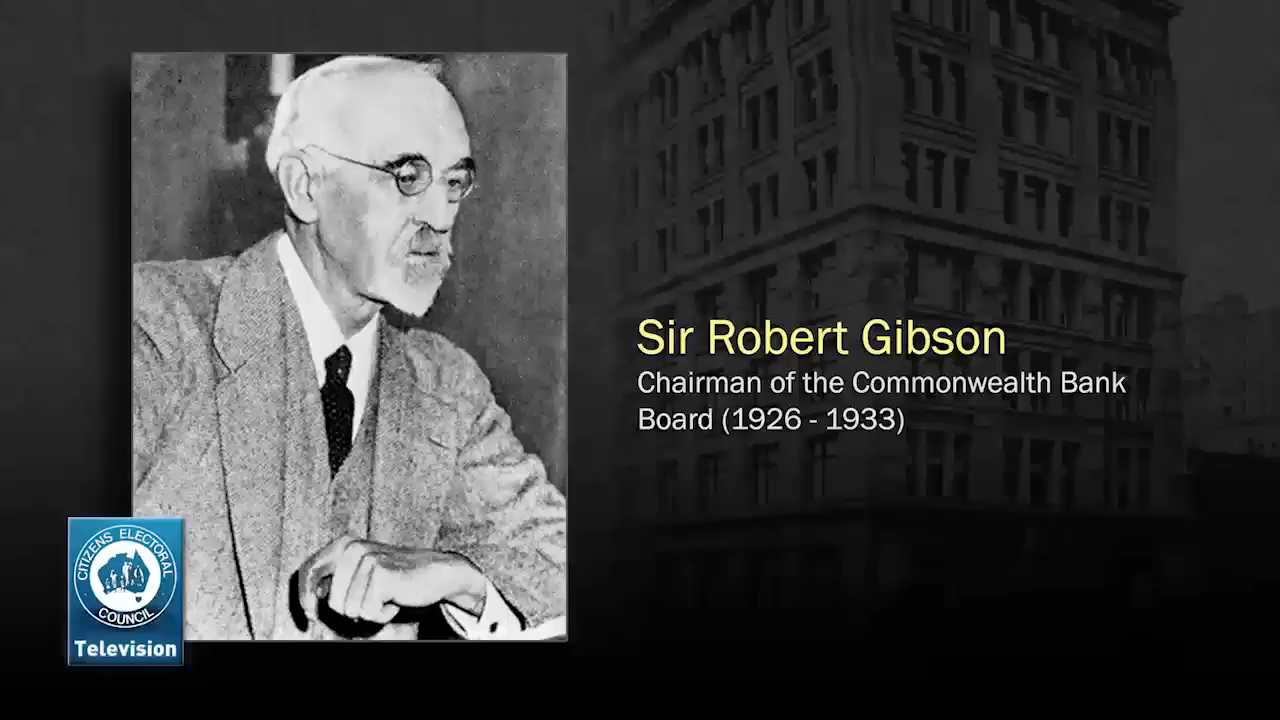 Sir Robert Gibson
Chairman of the Commonwealth Bank
Board (1926 - 1933)
CITIZENS ELECTORAL
COUNCIL
Television